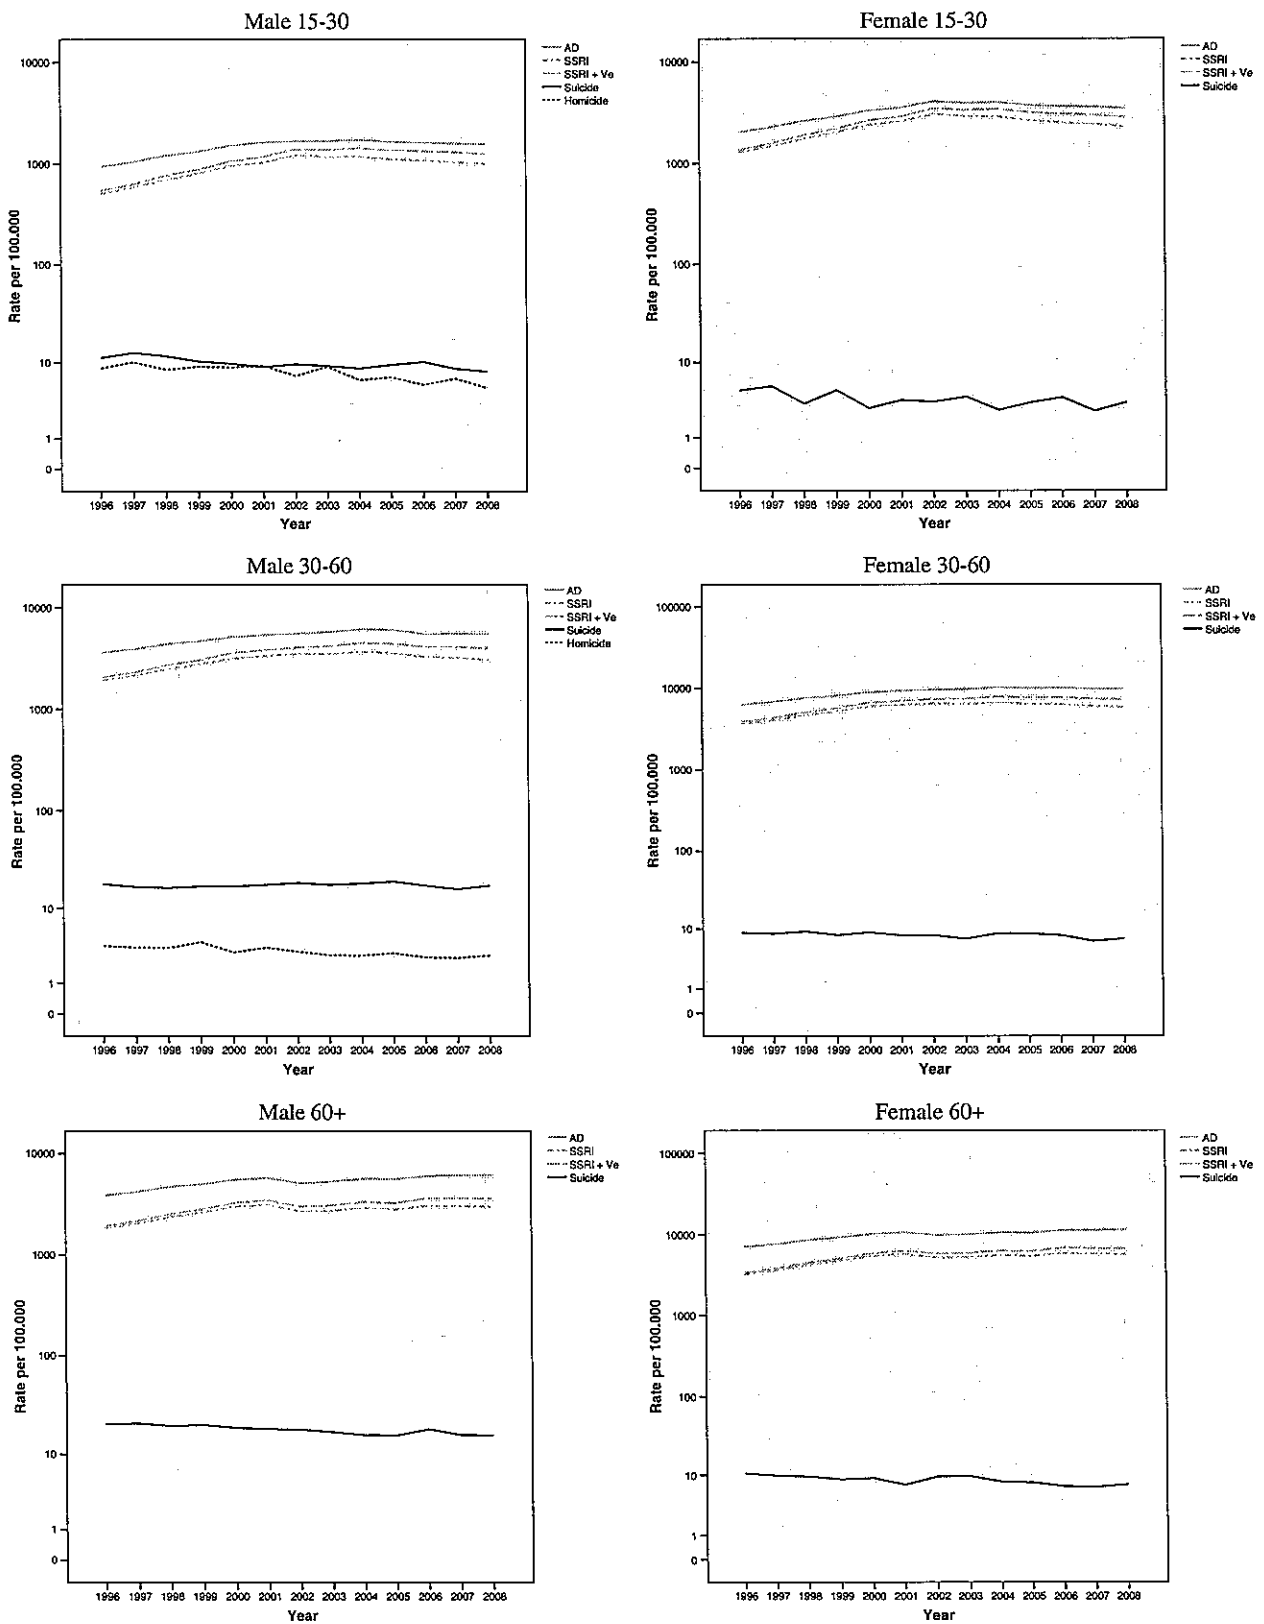 Male 15-30
10000
1000
100
10
1
0
Rate per 100.000
1996 1997 1998 1999 2000 2001 2002 2003 2004 2005 2006 2007 2008
Year
AD
SSRI
SSRI + Ve
Suicide
Homicide
Female 15-30
10000
1000
100
10
1
0
Rate per 100.000
1996 1997 1998 1999 2000 2001 2002 2003 2004 2005 2006 2007 2008
Year
AD
SSRI
SSRI + Ve
Suicide
Male 30-60
10000
1000
100
10
1
0
Rate per 100.000
1996 1997 1998 1999 2000 2001 2002 2003 2004 2005 2006 2007 2008
Year
AD
SSRI
SSRI + Ve
Suicide
Homicide
Female 30-60
100000
10000
1000
100
10
1
0
Rate per 100.000
1996 1997 1998 1999 2000 2001 2002 2003 2004 2005 2006 2007 2008
Year
AD
SSRI
SSRI + Ve
Suicide
Male 60+
10000
1000
100
10
1
0
Rate per 100.000
1996 1997 1998 1999 2000 2001 2002 2003 2004 2005 2006 2007 2008
Year
AD
SSRI
SSRI + Ve
Suicide
Female 60+
100000
10000
1000
100
10
1
0
Rate per 100.000
1996 1997 1998 1999 2000 2001 2002 2003 2004 2005 2006 2007 2008
Year
AD
SSRI
SSRI + Ve
Suicide